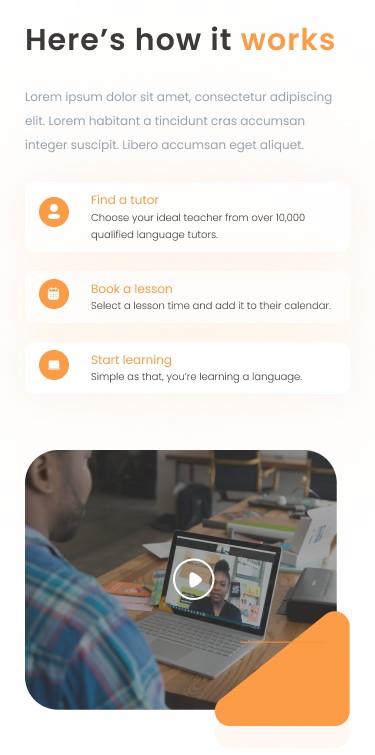 Here’s how it works
Lorem ipsum dolor sit amet, consectetur adipiscing
elit. Lorem habitant a tincidunt cras accumsan
integer suscipit. Libero accumsan eget aliquet.
Find a tutor
Choose your ideal teacher from over 10,000
qualified language tutors.
Book a lesson
Select a lesson time and add it to their calendar.
Start learning
Simple as that, you’re learning a language.